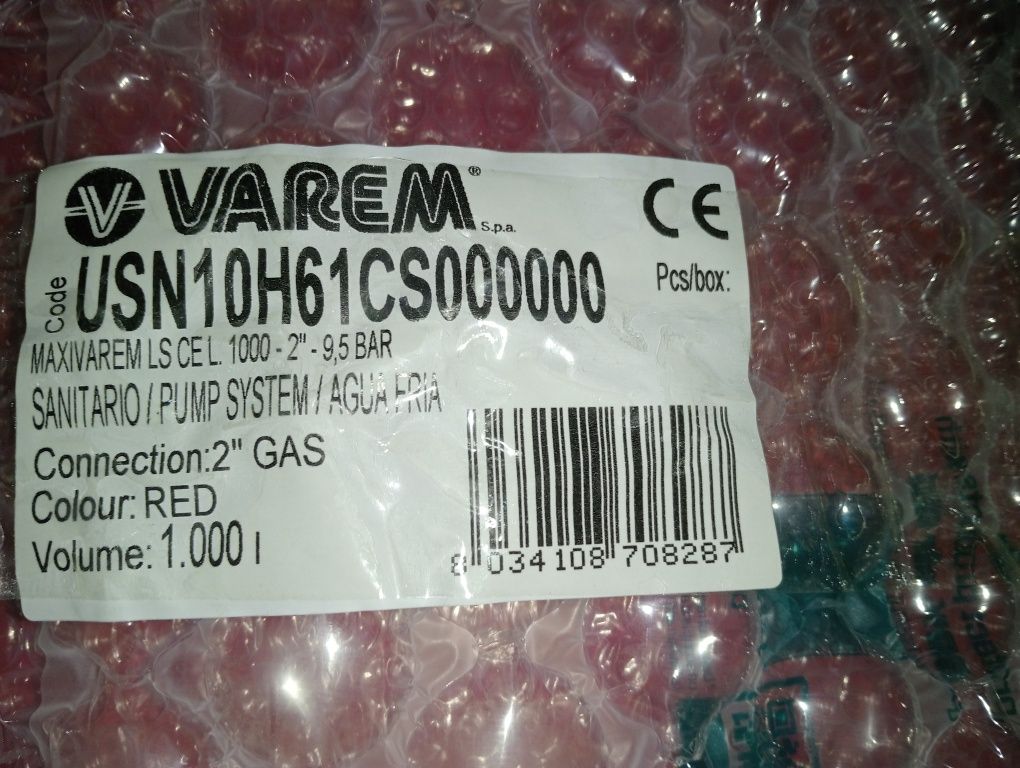 VAREM® S.p.a.
CE
Code USN10H61CS000000
Pcs/box:
MAXIVAREM LS CE L. 1000 - 2" - 9,5 BAR
SANITARIO / PUMP SYSTEM / AGUA FRIA
Connection:2" GAS
Colour: RED
Volume: 1.000 l
8 034108 708287